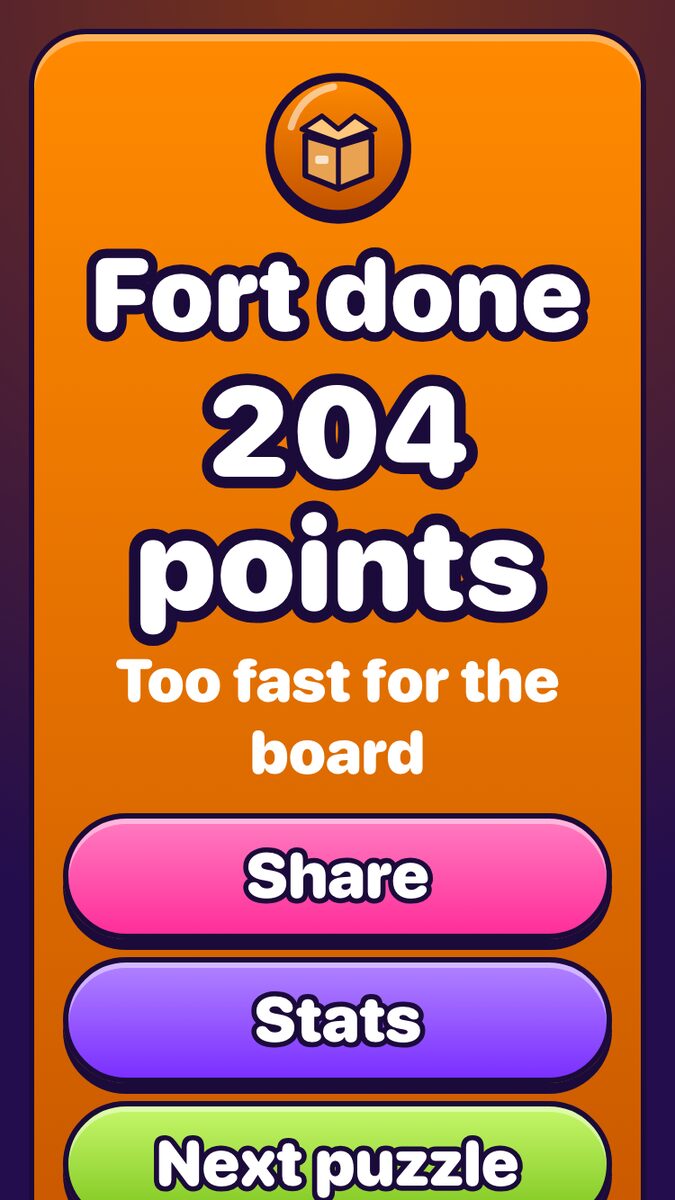 Fort done
204
points
Too fast for the
board
Share
Stats
Next puzzle